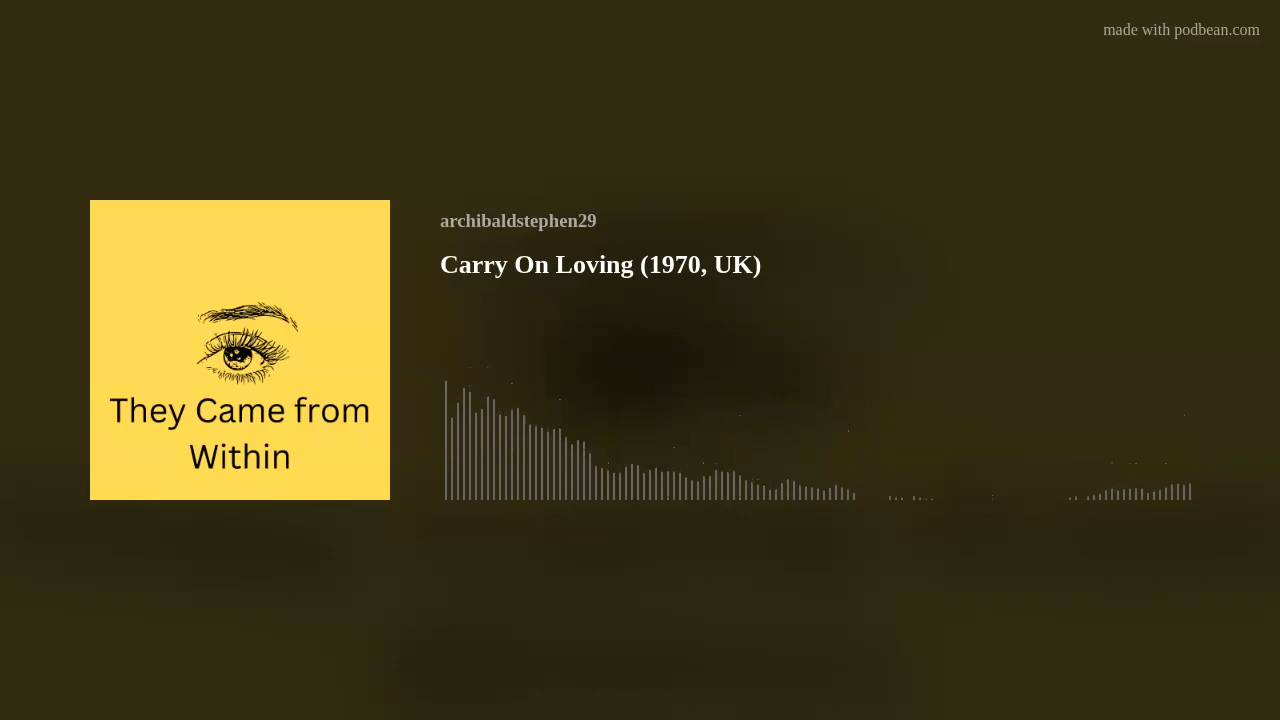 made with podbean.com
archibaldstephen29
Carry On Loving (1970, UK)
They Came from
Within